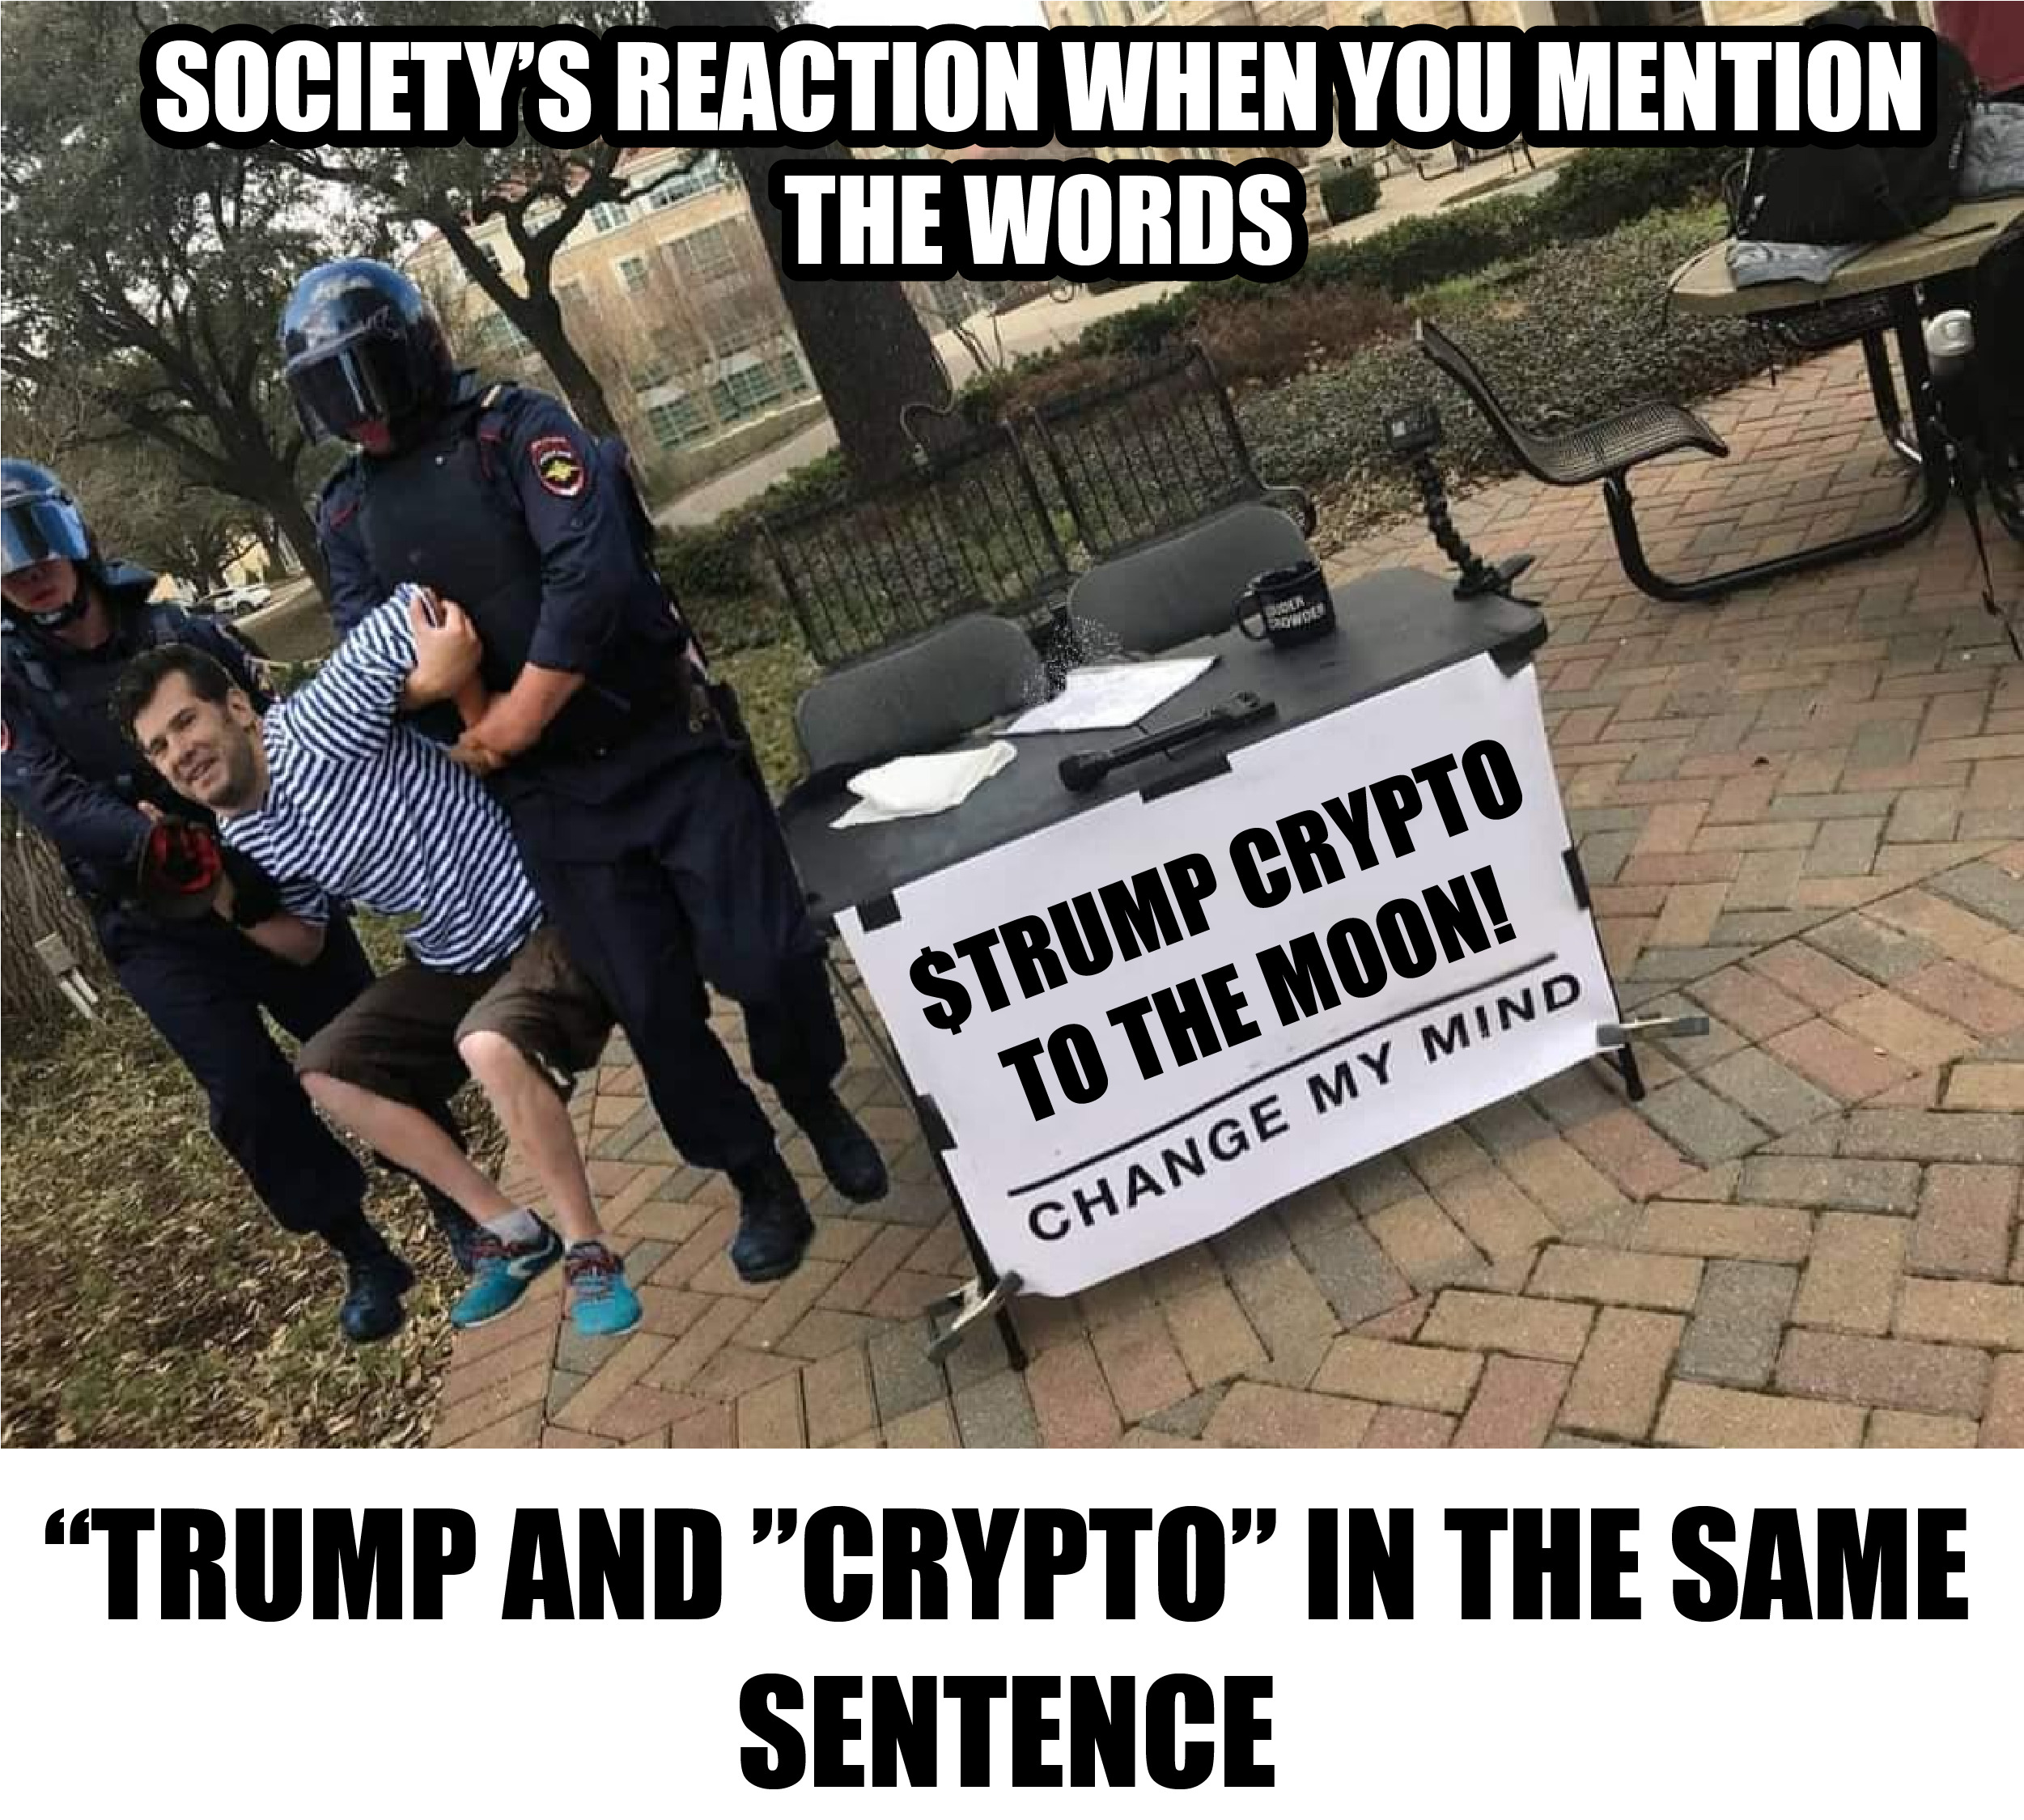 SOCIETY’S REACTION WHEN YOU MENTION
THE WORDS
CROWDER
$TRUMP CRYPTO
TO THE MOON!
CHANGE MY MIND
“TRUMP AND ”CRYPTO” IN THE SAME
SENTENCE